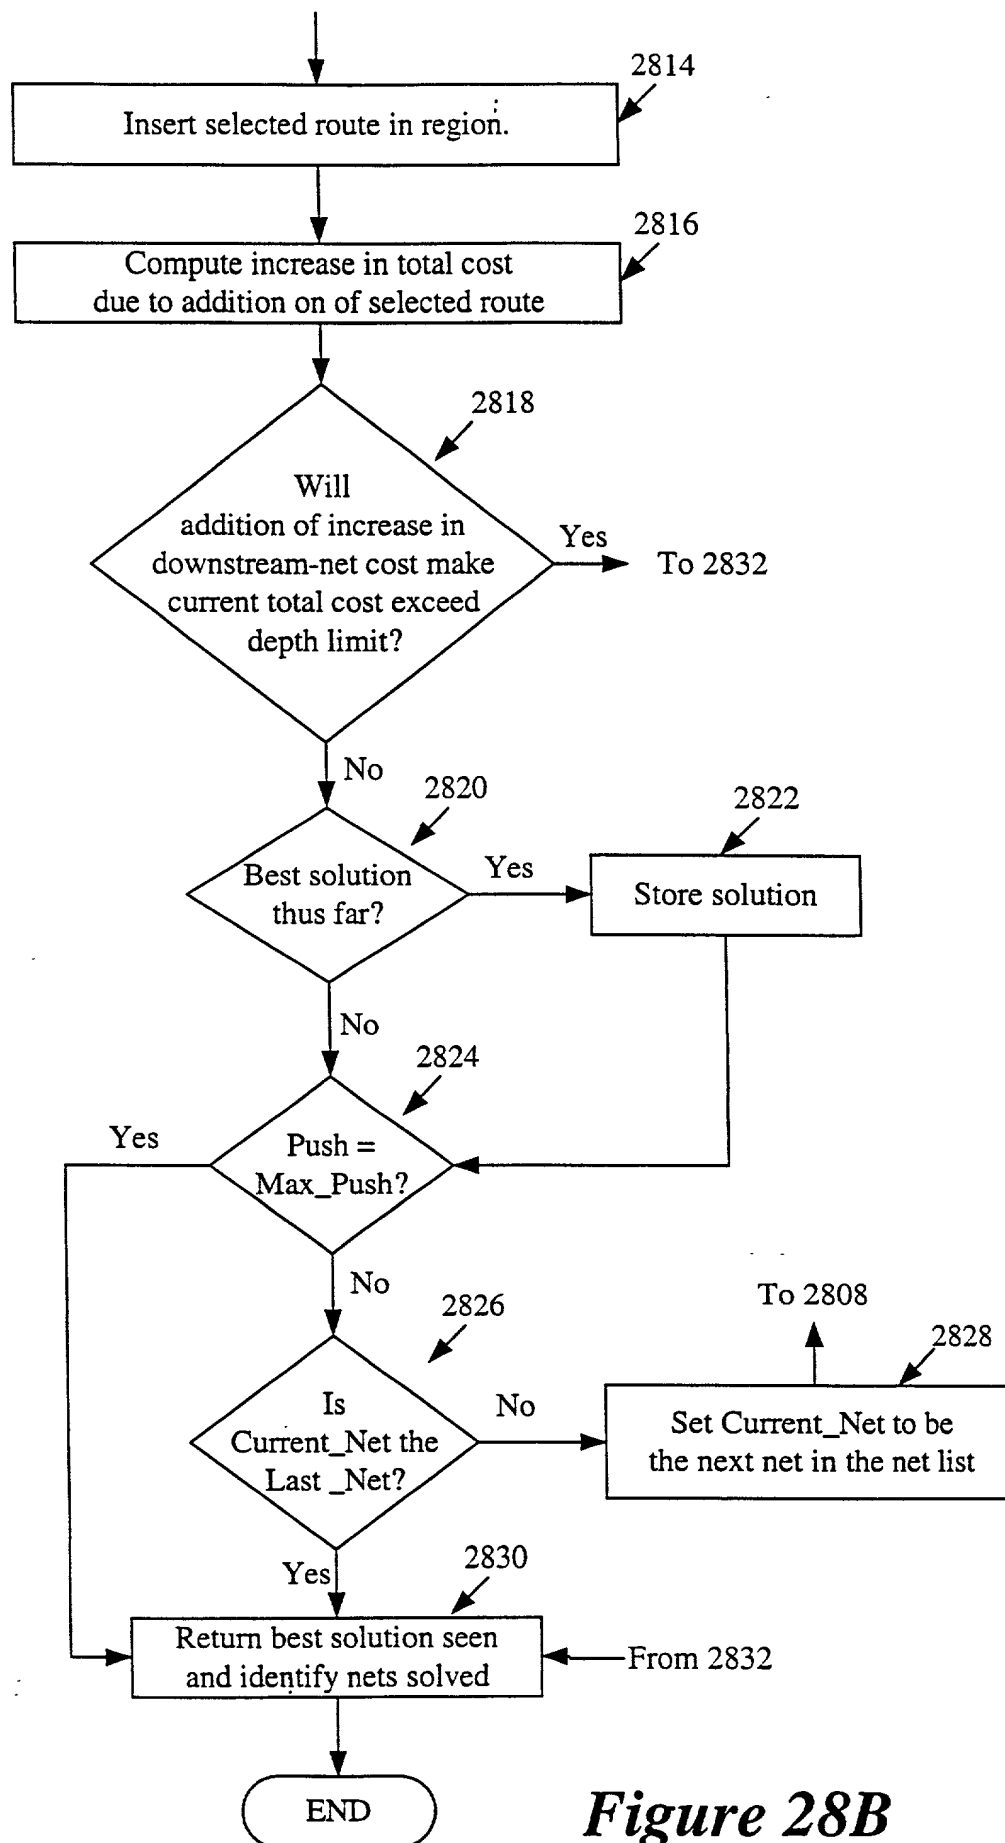 2814
Insert selected route in region.
2816
Compute increase in total cost
due to addition on of selected route
2818
Will
addition of increase in
downstream-net cost make
current total cost exceed
depth limit?
Yes
To 2832
No
2820
2822
Best solution
thus far?
Yes
Store solution
No
2824
Yes
Push =
Max_Push?
No
To 2808
2826
2828
Is
Current_Net the
Last _Net?
No
Set Current_Net to be
the next net in the net list
Yes
2830
Return best solution seen
and identify nets solved
From 2832
END
Figure 28B